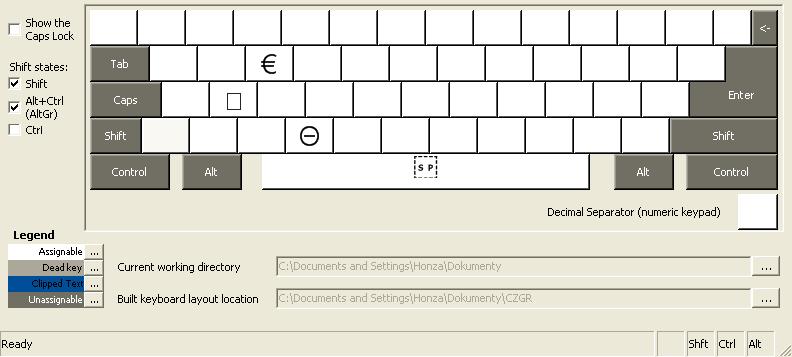 Show the
Caps Lock
<-
Shift states:
Tab
€
Shift
Caps
Enter
Alt+Ctrl
(AltGr)
Ctrl
Shift
⊖
Shift
Control
Alt
SP
Alt
Control
Decimal Separator (numeric keypad)
Legend
Assignable ...
Dead key ...
Clipped Text ...
Unassignable ...
Current working directory
C:\Documents and Settings\Honza\Dokumenty
...
Built keyboard layout location
C:\Documents and Settings\Honza\Dokumenty\CZGR
...
Ready
Shft
Ctrl
Alt